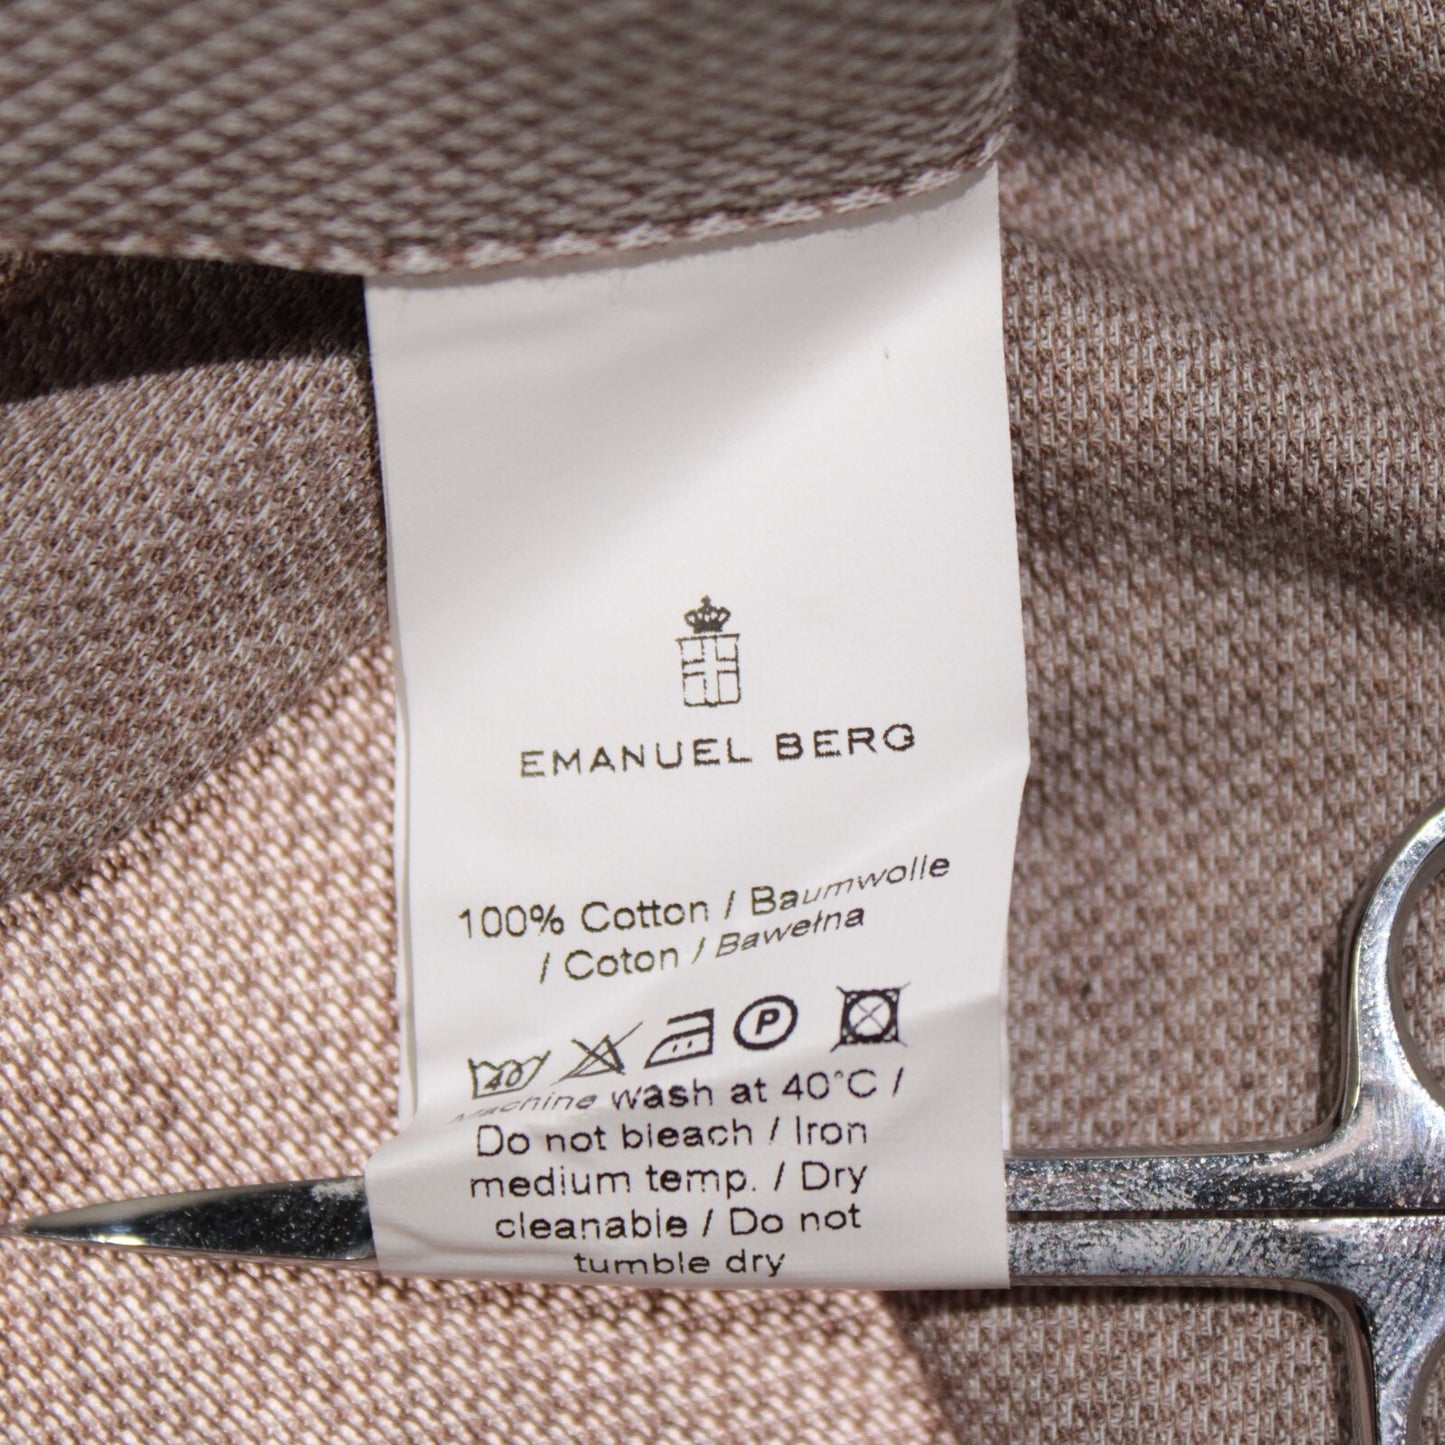 EMANUEL BERG
100% Cotton / Baumwolle
/ Coton / Bawełna
40 P
Machine wash at 40°C /
Do not bleach / Iron
medium temp. / Dry
cleanable / Do not
tumble dry